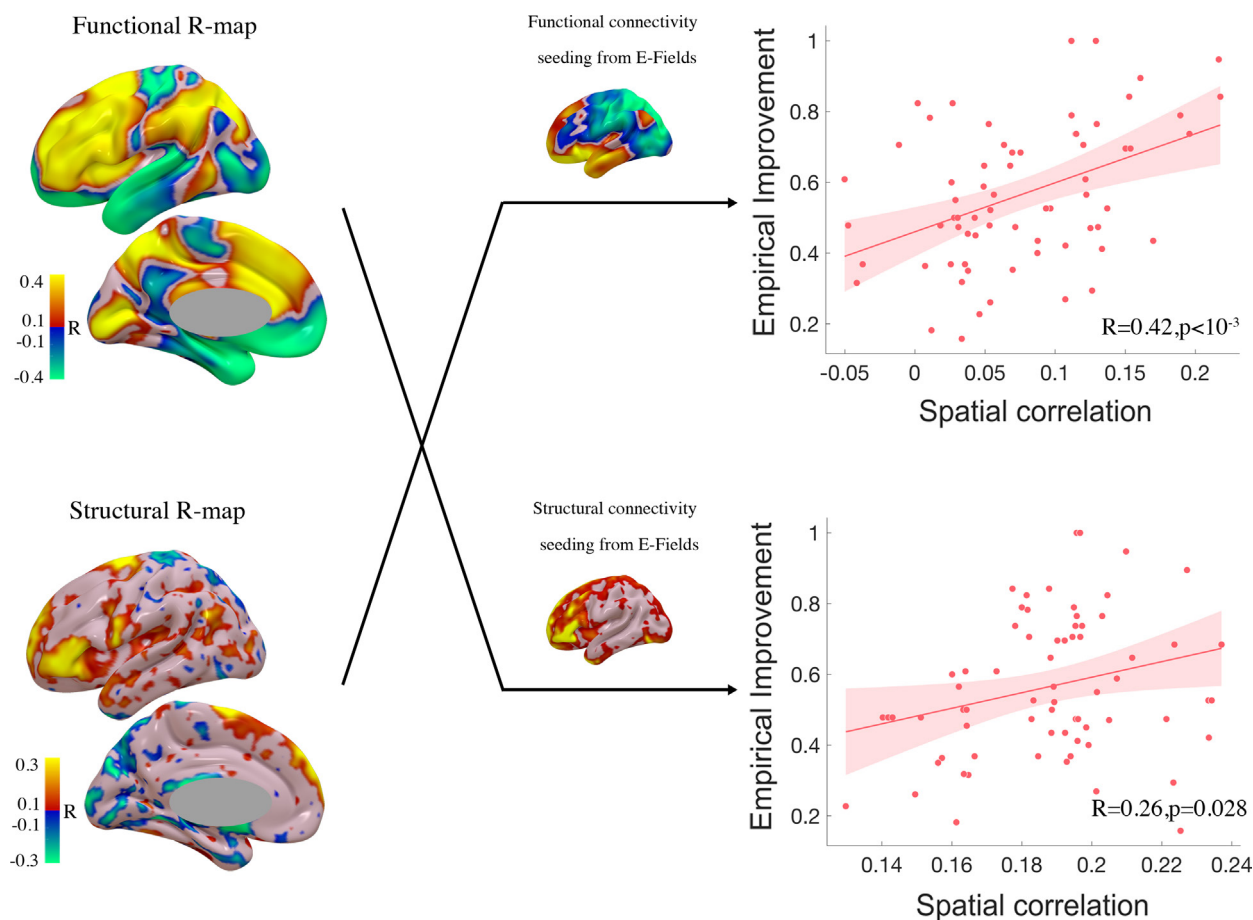 Functional R-map
0.4
0.1
R
-0.1
-0.4
Functional connectivity
seeding from E-Fields
Empirical Improvement
1
0.8
0.6
0.4
0.2
R=0.42,p<10-3
-0.05
0
0.05
0.1
0.15
0.2
Spatial correlation
Structural R-map
0.3
0.1
R
-0.1
-0.3
Structural connectivity
seeding from E-Fields
Empirical Improvement
1
0.8
0.6
0.4
0.2
R=0.26,p=0.028
0.14
0.16
0.18
0.2
0.22
0.24
Spatial correlation